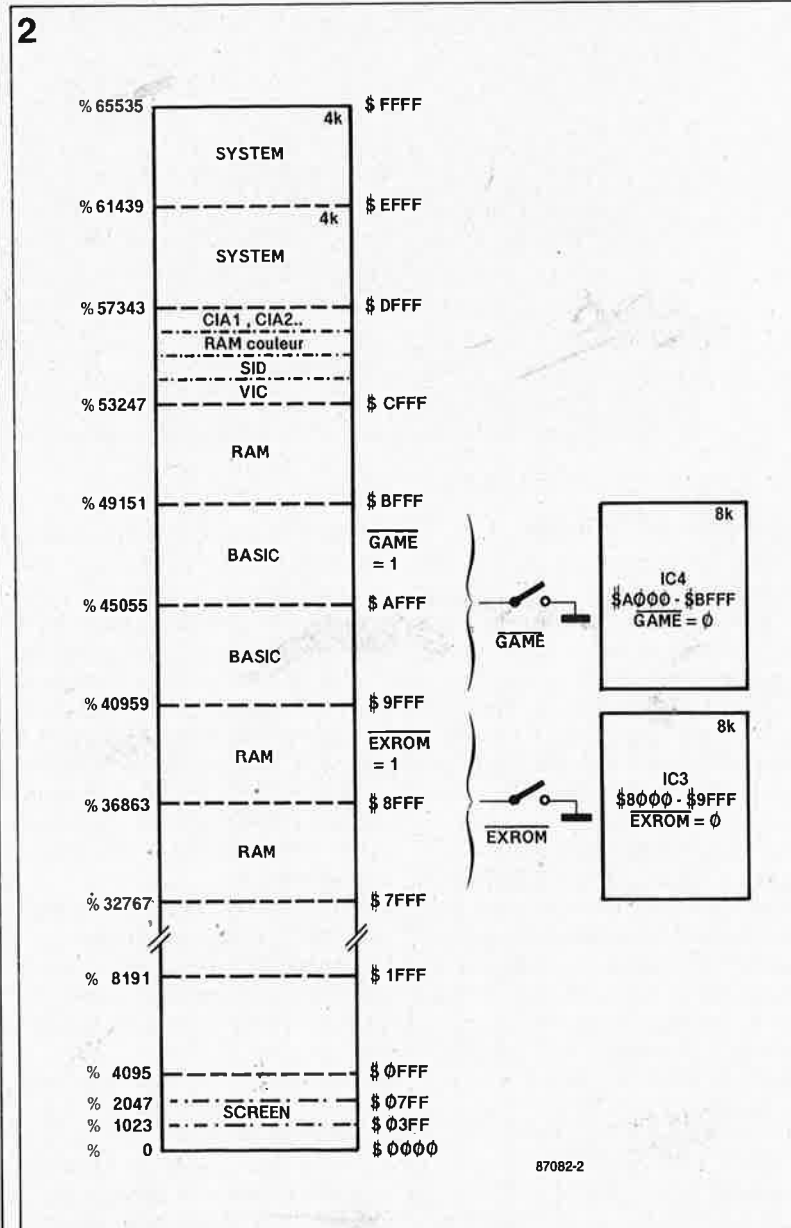 2
% 65535 $ FFFF
4k
SYSTEM
% 61439 $ EFFF
4k
SYSTEM
% 57343 $ DFFF
CIA1 , CIA2..
RAM couleur
SID
VIC
% 53247 $ CFFF
RAM
% 49151 $ BFFF
GAME
= 1
BASIC
% 45055 $ AFFF
BASIC
% 40959 $ 9FFF
EXROM
= 1
RAM
% 36863 $ 8FFF
RAM
% 32767 $ 7FFF
% 8191 $ 1FFF
% 4095 $ 0FFF
% 2047 $ 07FF
SCREEN
% 1023 $ 03FF
% 0 $ 0000
GAME
8k
IC4
$A000 - $BFFF
GAME = 0
EXROM
8k
IC3
$8000 - $9FFF
EXROM = 0
87082-2